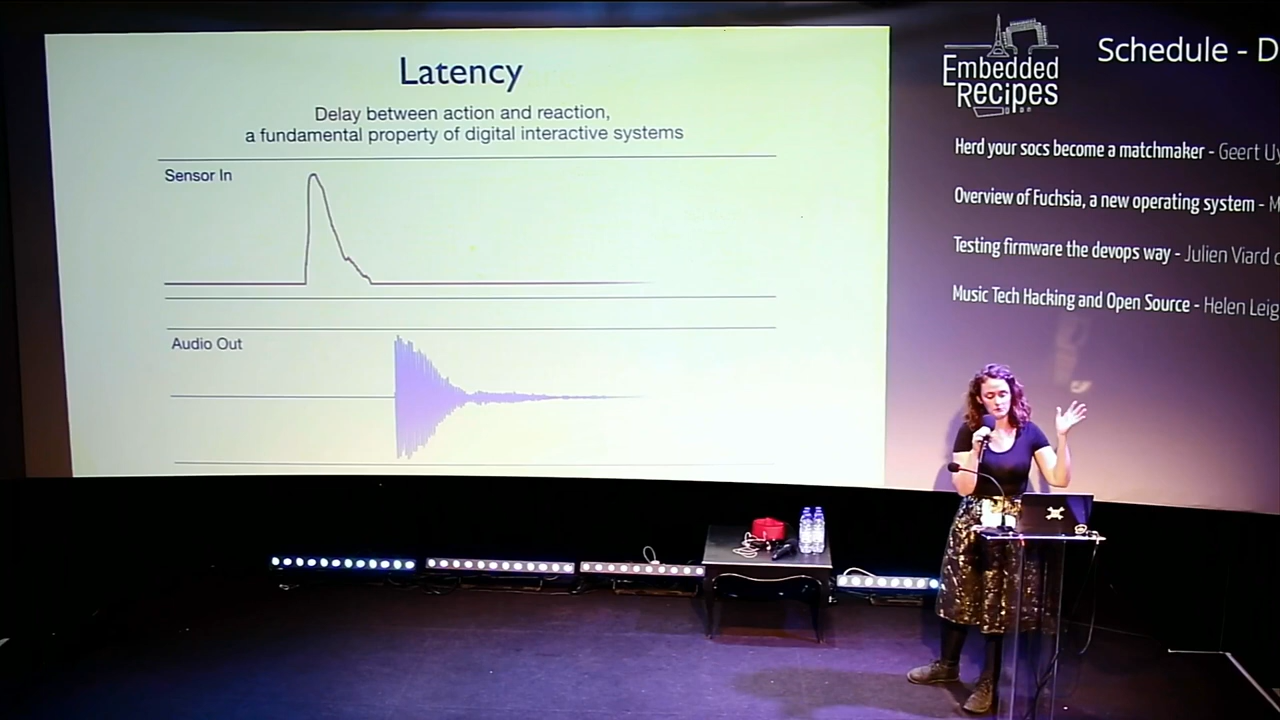 Latency
Delay between action and reaction,
a fundamental property of digital interactive systems
Sensor In
Audio Out
Embedded
Recipes
Schedule - D
Herd your socs become a matchmaker - Geert Uy
Overview of Fuchsia, a new operating system - M
Testing firmware the devops way - Julien Viard d
Music Tech Hacking and Open Source - Helen Leig